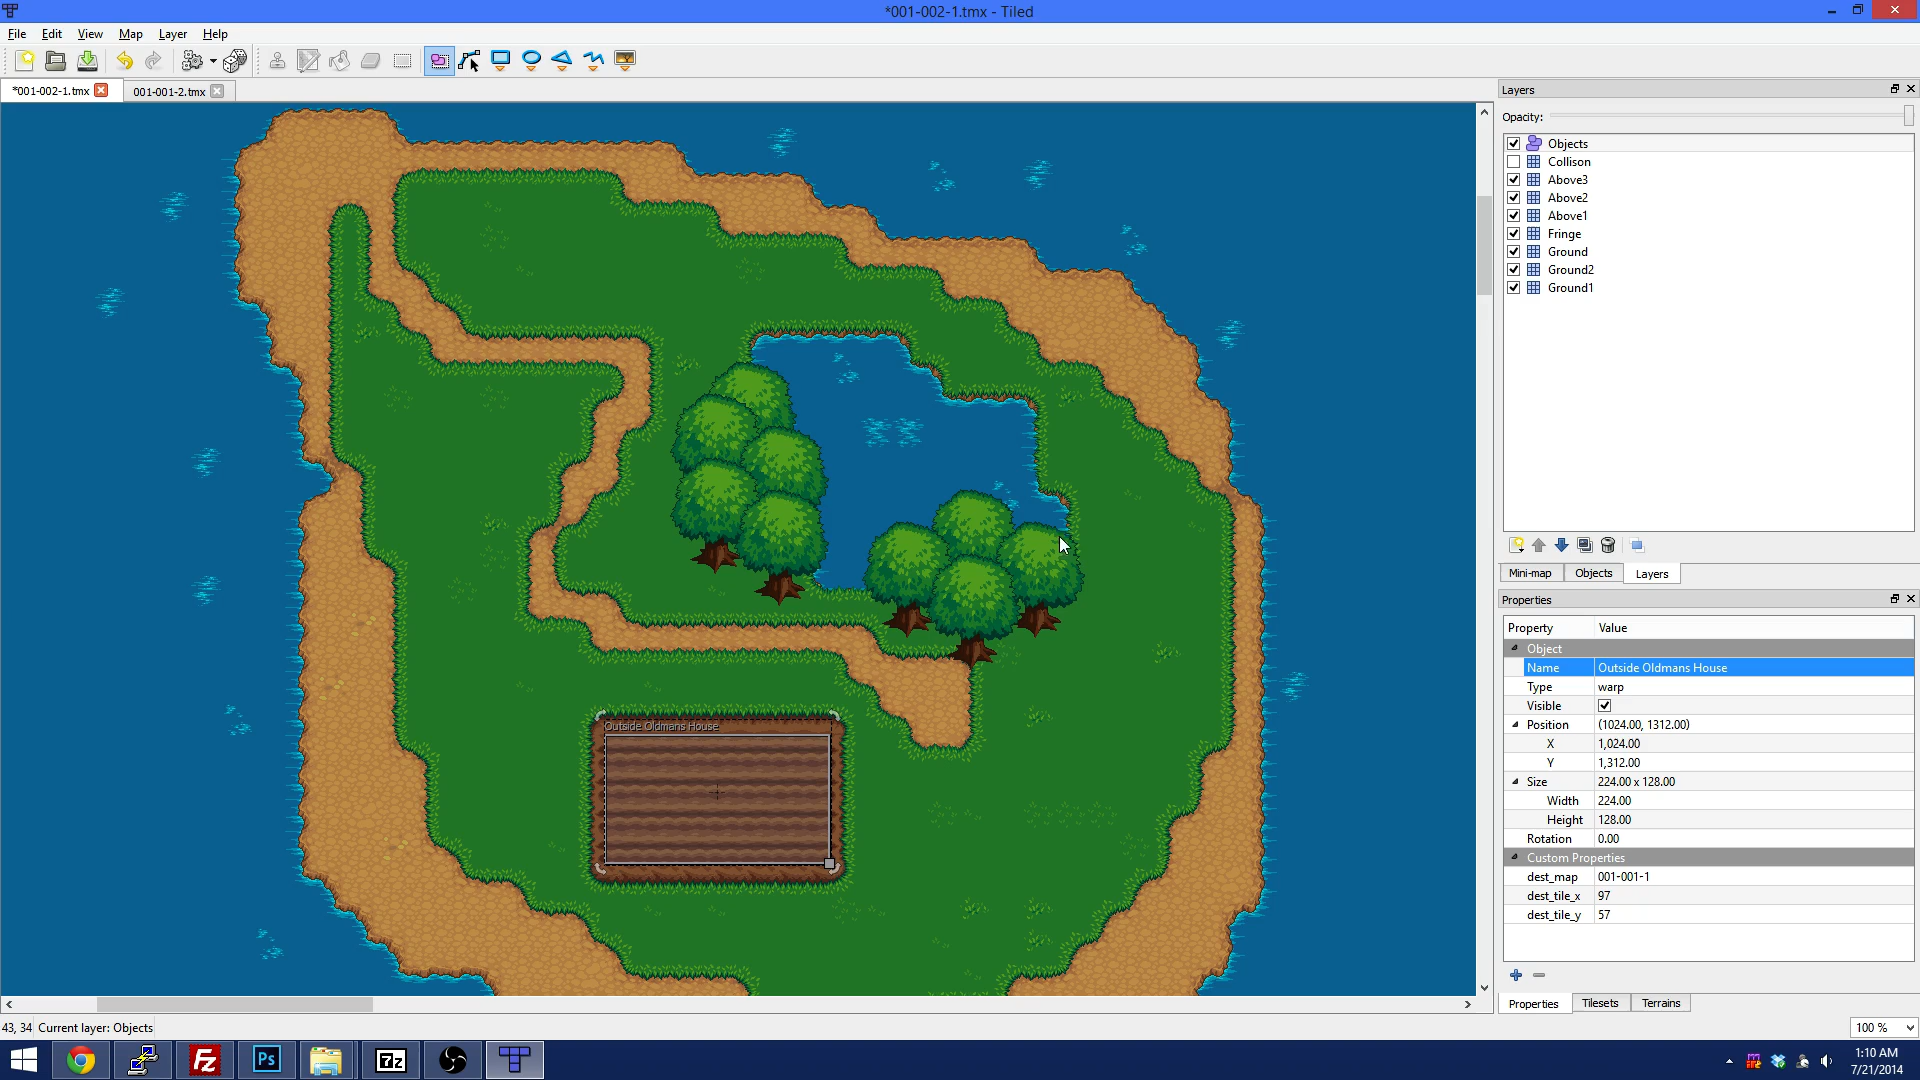 *001-002-1.tmx - Tiled
File Edit View Map Layer Help
*001-002-1.tmx 001-001-2.tmx
Layers
Opacity:
Objects
Collison
Above3
Above2
Above1
Fringe
Ground
Ground2
Ground1
Mini-map Objects Layers
Properties
Property Value
Object
Name Outside Oldmans House
Type warp
Visible
Position (1024.00, 1312.00)
X 1,024.00
Y 1,312.00
Size 224.00 x 128.00
Width 224.00
Height 128.00
Rotation 0.00
Custom Properties
dest_map 001-001-1
dest_tile_x 97
dest_tile_y 57
Properties Tilesets Terrains
Outside Oldmans House
43, 34 Current layer: Objects
100 %
Fz Ps 7z
1:10 AM
7/21/2014